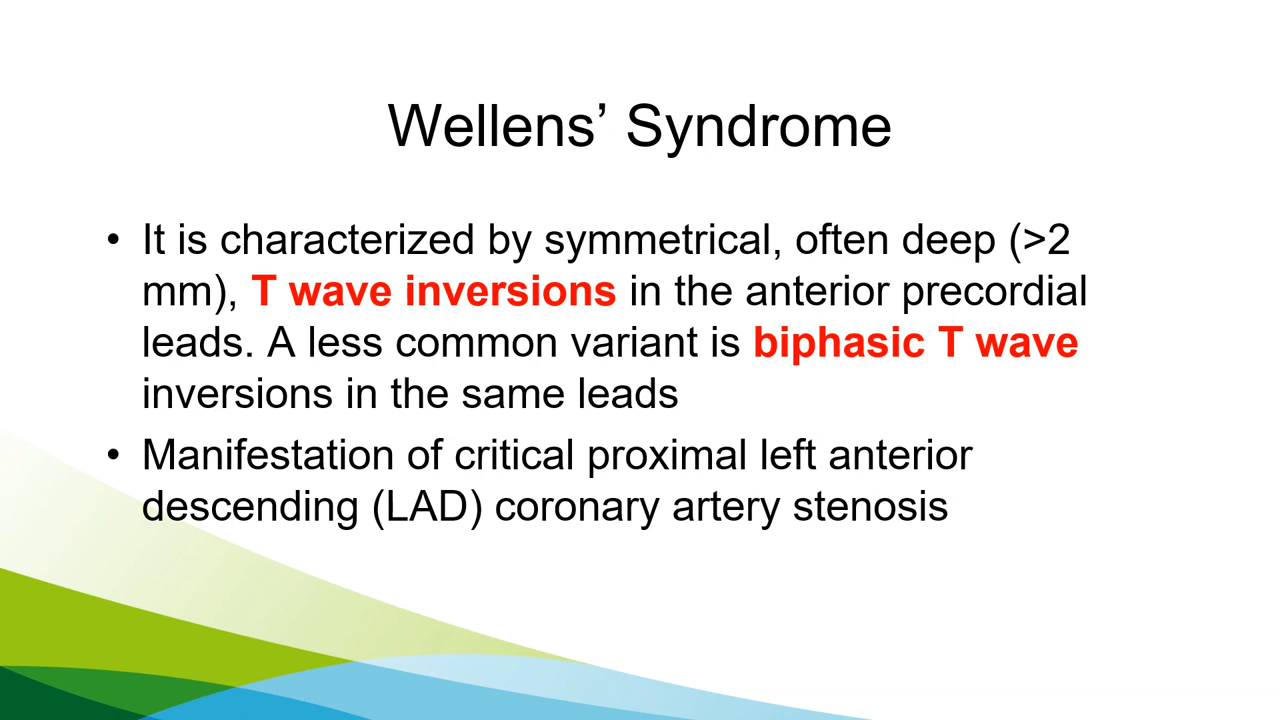 Wellens’ Syndrome
• It is characterized by symmetrical, often deep (>2
mm), T wave inversions in the anterior precordial
leads. A less common variant is biphasic T wave
inversions in the same leads
• Manifestation of critical proximal left anterior
descending (LAD) coronary artery stenosis